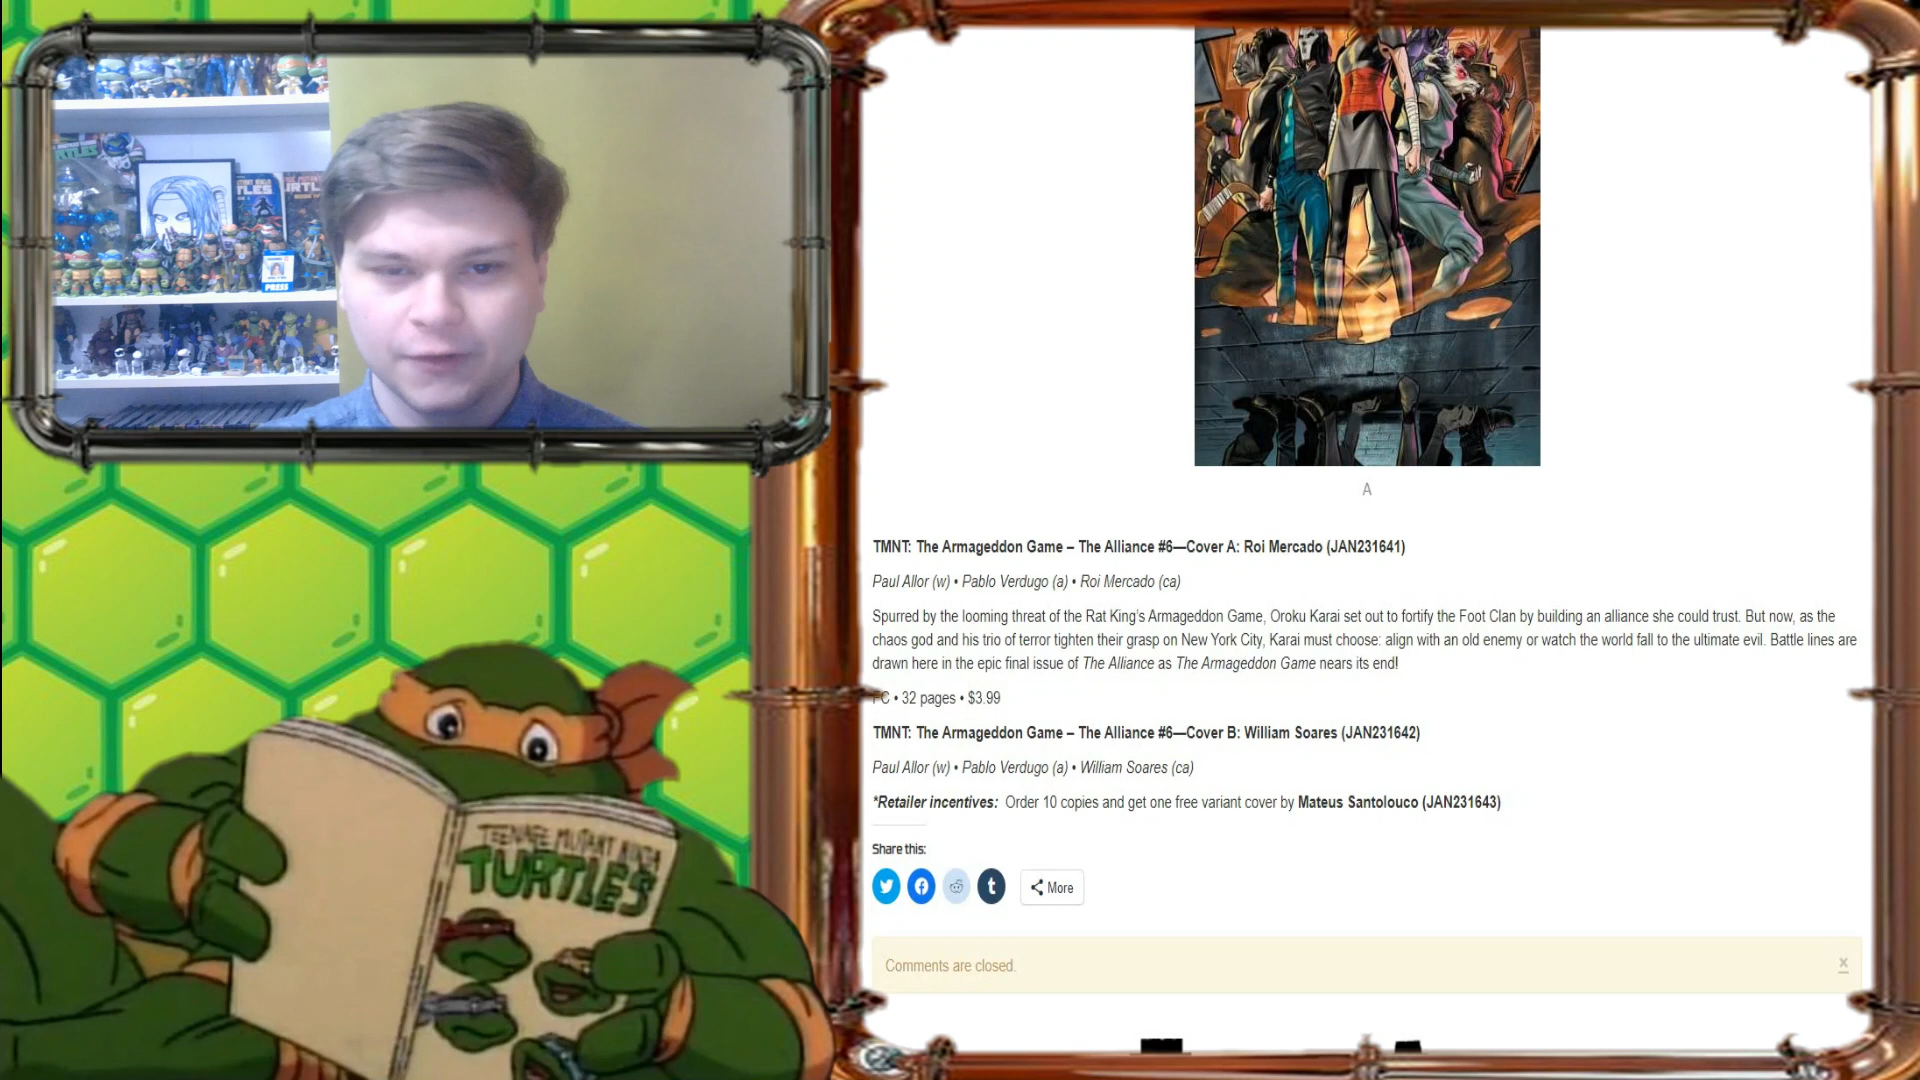 TURTLES
TLES
PRESS
A
TMNT: The Armageddon Game – The Alliance #6—Cover A: Roi Mercado (JAN231641)
Paul Allor (w) • Pablo Verdugo (a) • Roi Mercado (ca)
Spurred by the looming threat of the Rat King’s Armageddon Game, Oroku Karai set out to fortify the Foot Clan by building an alliance she could trust. But now, as the
chaos god and his trio of terror tighten their grasp on New York City, Karai must choose: align with an old enemy or watch the world fall to the ultimate evil. Battle lines are
drawn here in the epic final issue of The Alliance as The Armageddon Game nears its end!
FC • 32 pages • $3.99
TMNT: The Armageddon Game – The Alliance #6—Cover B: William Soares (JAN231642)
Paul Allor (w) • Pablo Verdugo (a) • William Soares (ca)
*Retailer incentives: Order 10 copies and get one free variant cover by Mateus Santolouco (JAN231643)
Share this:
More
Comments are closed.
x
TEENAGE MUTANT NINJA
TURTLES